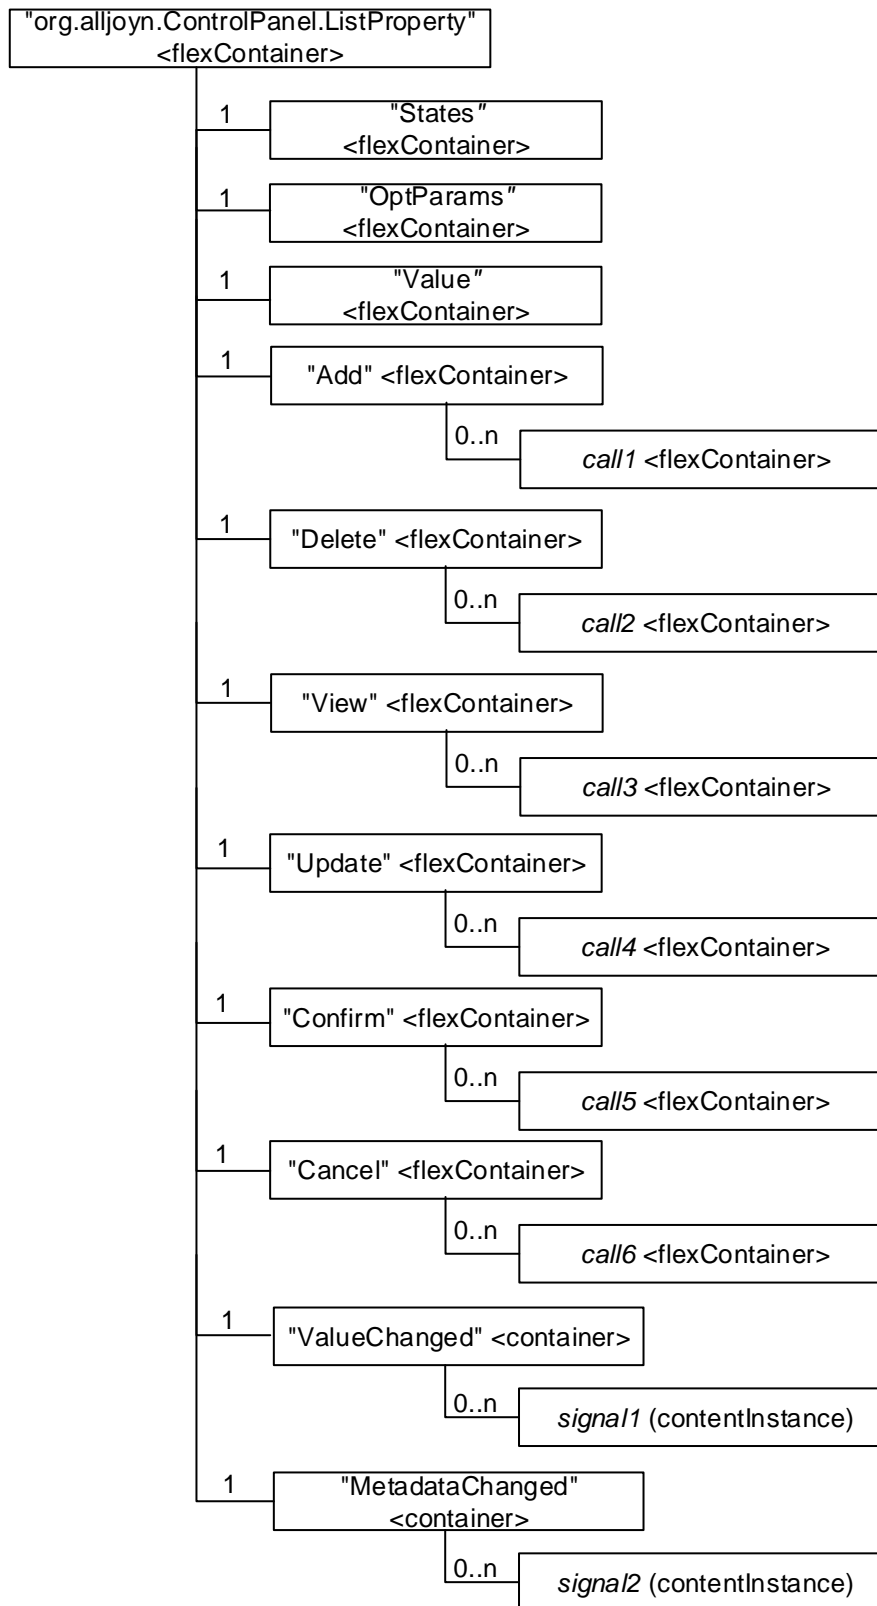 "org.alljoyn.ControlPanel.ListProperty"
<flexContainer>
1
"States"
<flexContainer>
1
"OptParams"
<flexContainer>
1
"Value"
<flexContainer>
1
"Add" <flexContainer>
0..n
call1 <flexContainer>
1
"Delete" <flexContainer>
0..n
call2 <flexContainer>
1
"View" <flexContainer>
0..n
call3 <flexContainer>
1
"Update" <flexContainer>
0..n
call4 <flexContainer>
1
"Confirm" <flexContainer>
0..n
call5 <flexContainer>
1
"Cancel" <flexContainer>
0..n
call6 <flexContainer>
1
"ValueChanged" <container>
0..n
signal1 (contentInstance)
1
"MetadataChanged"
<container>
0..n
signal2 (contentInstance)